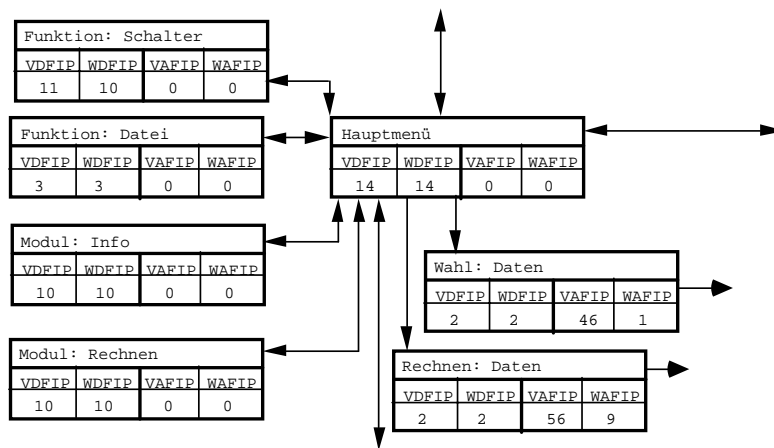 Funktion: Schalter
VDFIP WDFIP VAFIP WAFIP
11 10 0 0
Funktion: Datei
VDFIP WDFIP VAFIP WAFIP
3 3 0 0
Hauptmenü
VDFIP WDFIP VAFIP WAFIP
14 14 0 0
Modul: Info
VDFIP WDFIP VAFIP WAFIP
10 10 0 0
Wahl: Daten
VDFIP WDFIP VAFIP WAFIP
2 2 46 1
Modul: Rechnen
VDFIP WDFIP VAFIP WAFIP
10 10 0 0
Rechnen: Daten
VDFIP WDFIP VAFIP WAFIP
2 2 56 9